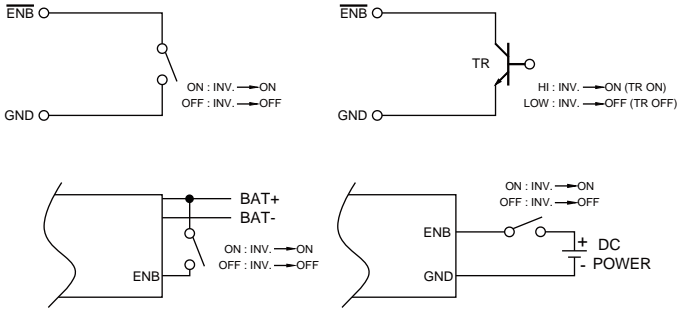 ENB
ON : INV. → ON
OFF : INV. → OFF
GND
ENB
TR
HI : INV. → ON (TR ON)
LOW : INV. → OFF (TR OFF)
GND
BAT+
BAT-
ON : INV. → ON
OFF : INV. → OFF
ENB
ON : INV. → ON
OFF : INV. → OFF
ENB
+ DC
- POWER
GND